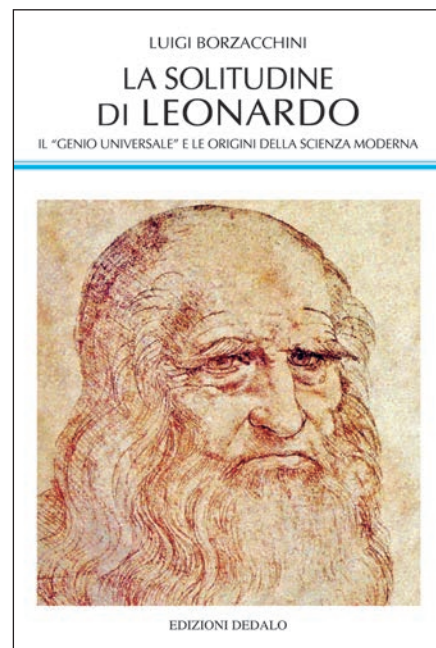 LUIGI BORZACCHINI
LA SOLITUDINE
DI LEONARDO
IL “GENIO UNIVERSALE” E LE ORIGINI DELLA SCIENZA MODERNA
EDIZIONI DEDALO